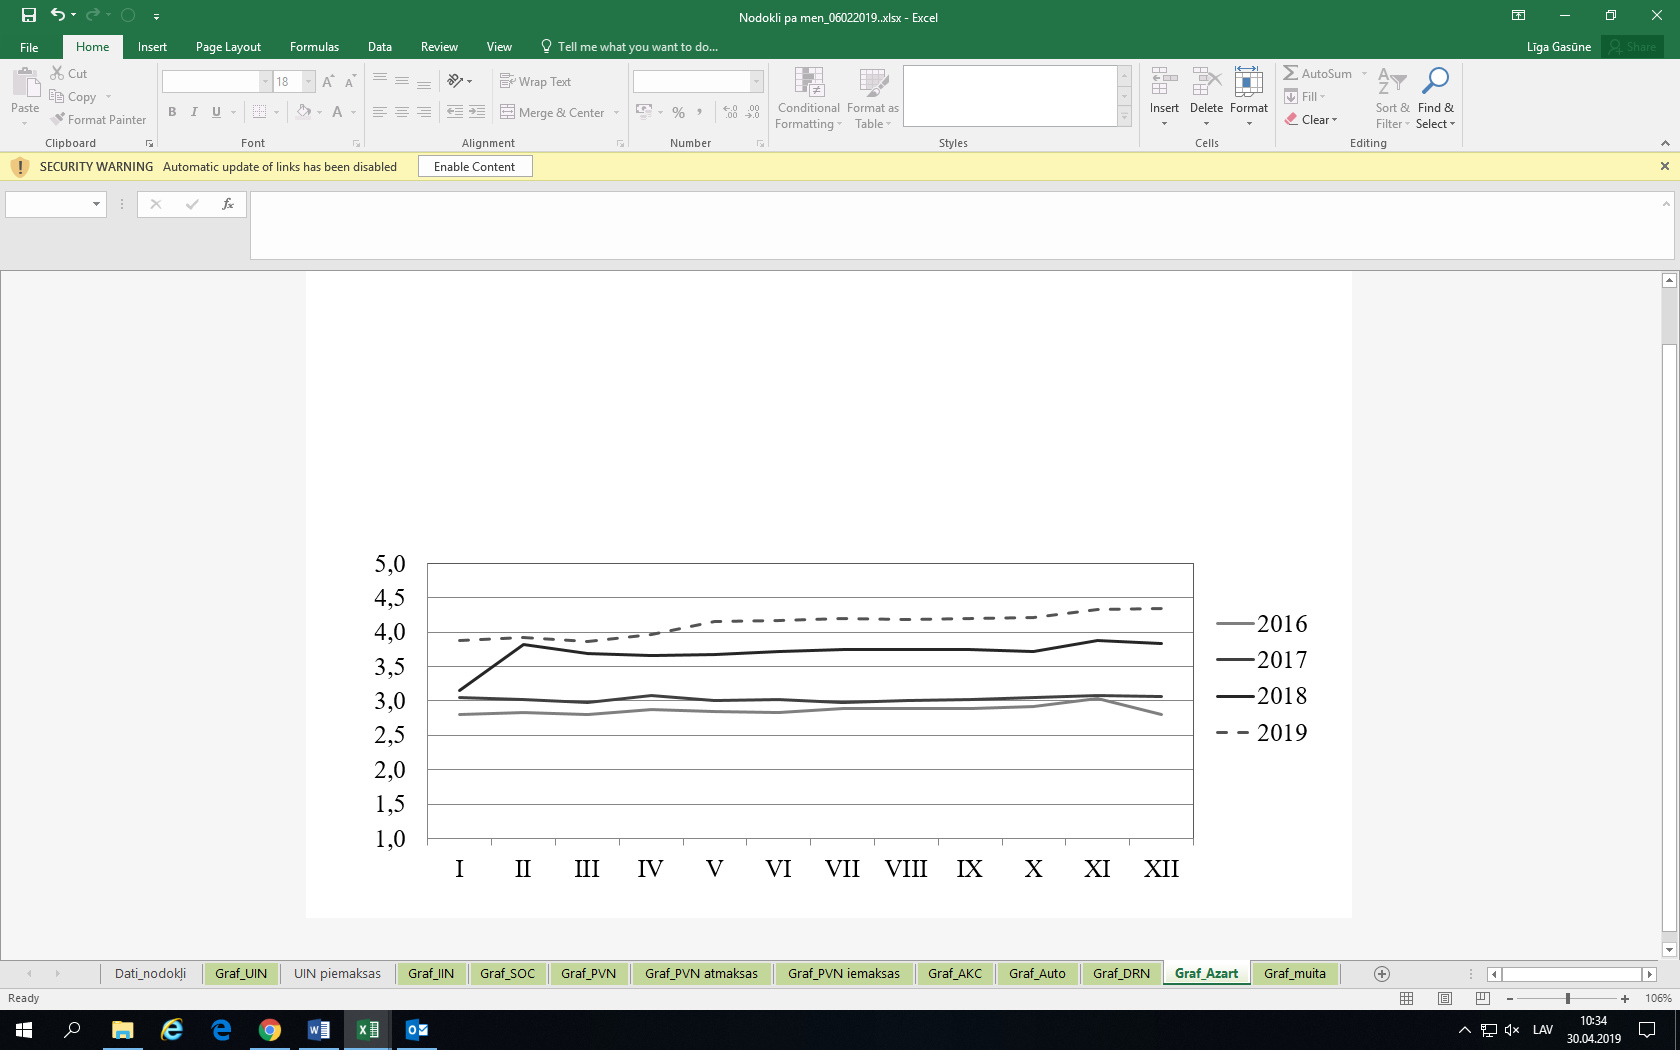 Nodokli pa men_06022019..xlsx - Excel
File Home Insert Page Layout Formulas Data Review View Tell me what you want to do... Līga Gasūne Share
Paste
Cut
Copy
Format Painter
Clipboard
18
B I U A
Font
Wrap Text
Merge & Center
Alignment
%
Number
Conditional Formatting
Format as Table
Styles
Insert Delete Format
Cells
AutoSum
Fill
Clear
Sort & Filter
Find & Select
Editing
SECURITY WARNING Automatic update of links has been disabled Enable Content
fx
5,0
4,5
4,0
3,5
3,0
2,5
2,0
1,5
1,0
I II III IV V VI VII VIII IX X XI XII
2016
2017
2018
2019
Dati_nodokļi Graf_UIN UIN piemaksas Graf_IIN Graf_SOC Graf_PVN Graf_PVN atmaksas Graf_PVN iemaksas Graf_AKC Graf_Auto Graf_DRN Graf_Azart Graf_muita
Ready
106%
LAV
10:34
30.04.2019